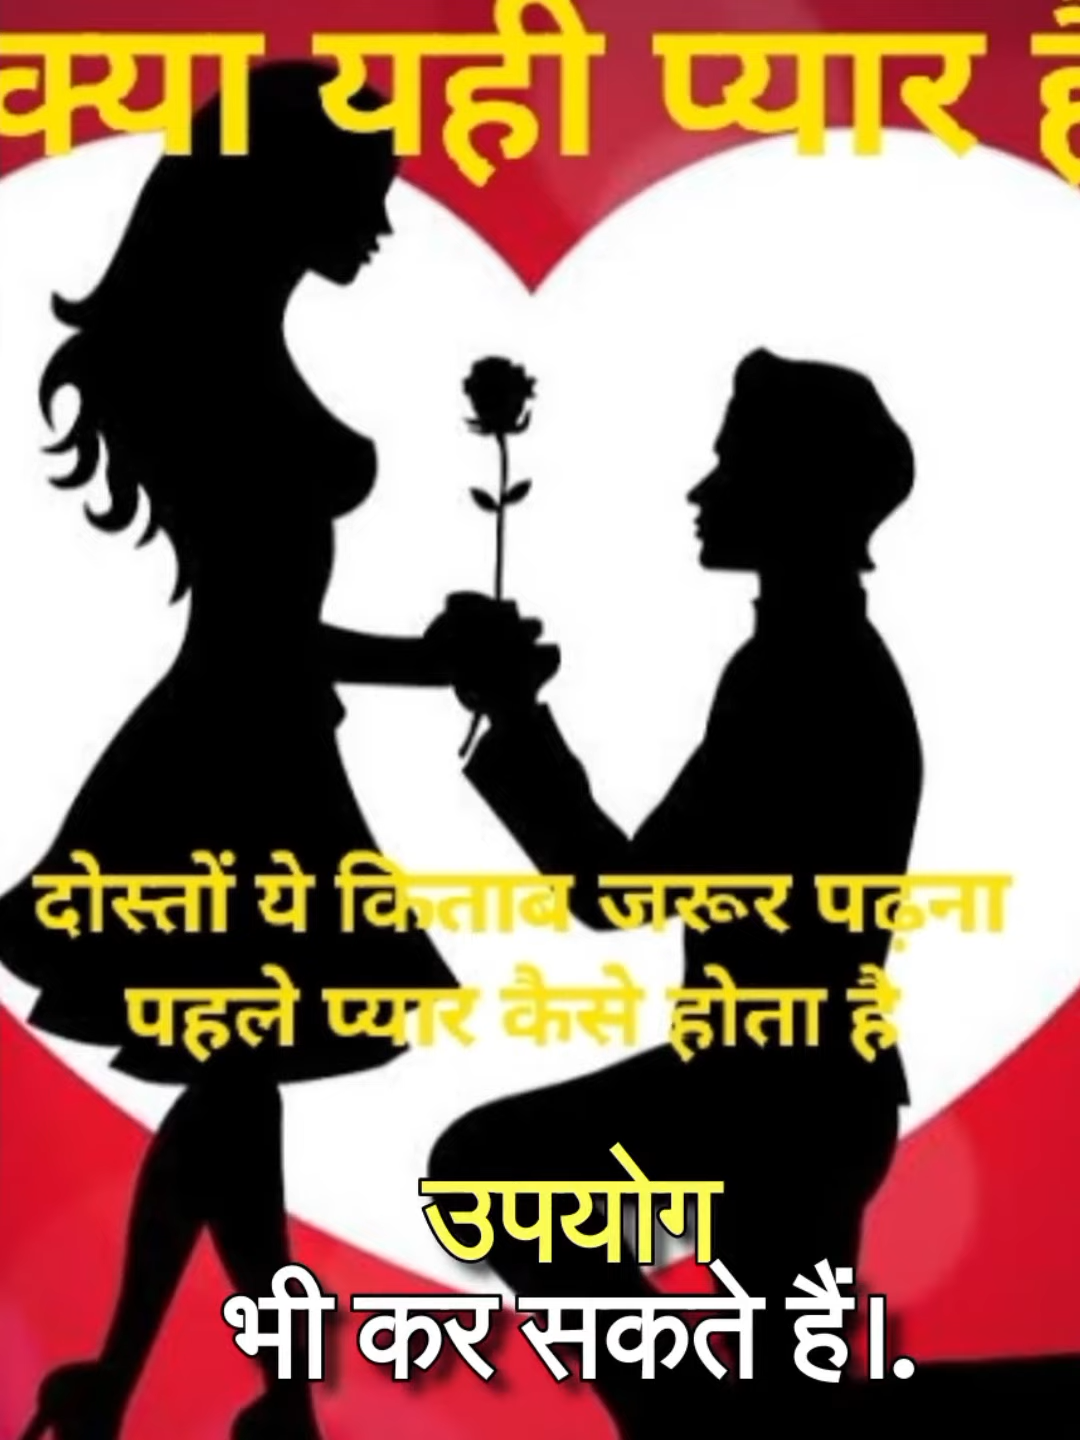 क्या यही प्यार है
दोस्तों ये किताब जरूर पढ़ना
पहले प्यार कैसे होता है
उपयोग
भी कर सकते हैं।.